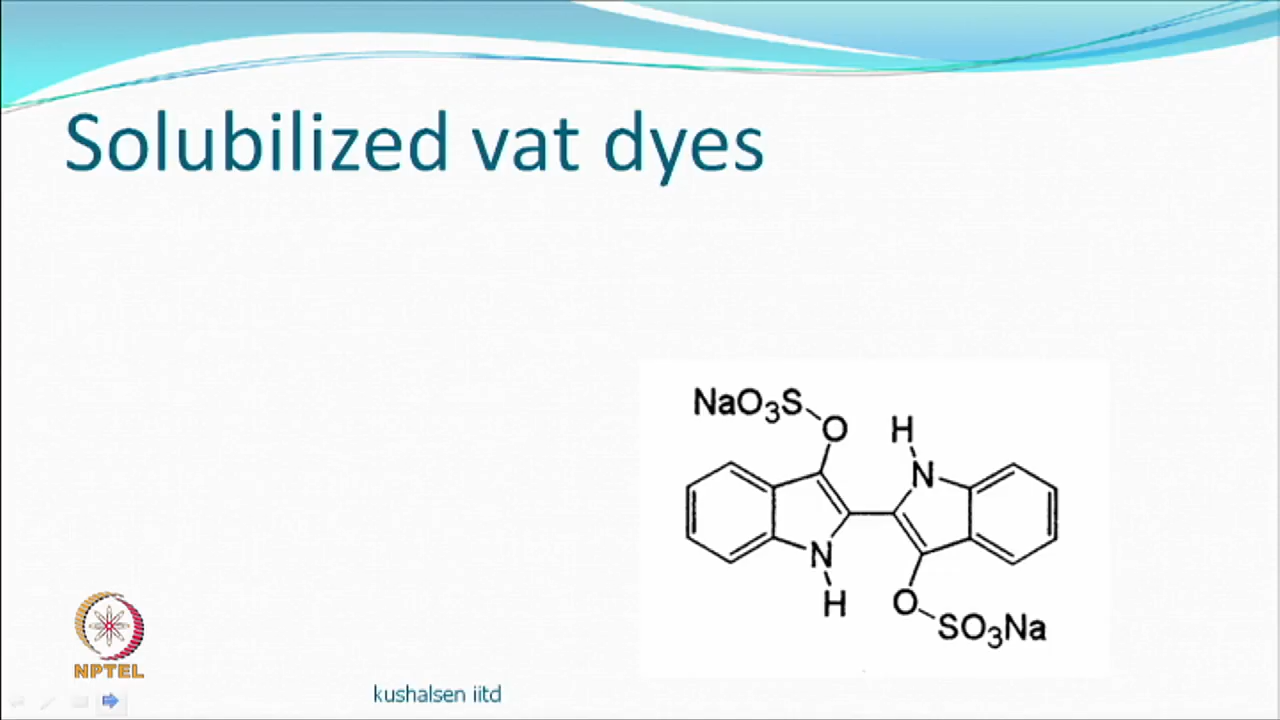 Solubilized vat dyes
NaO₃S
O
H
N
N
H
O
SO₃Na
NPTEL
kushalsen iitd